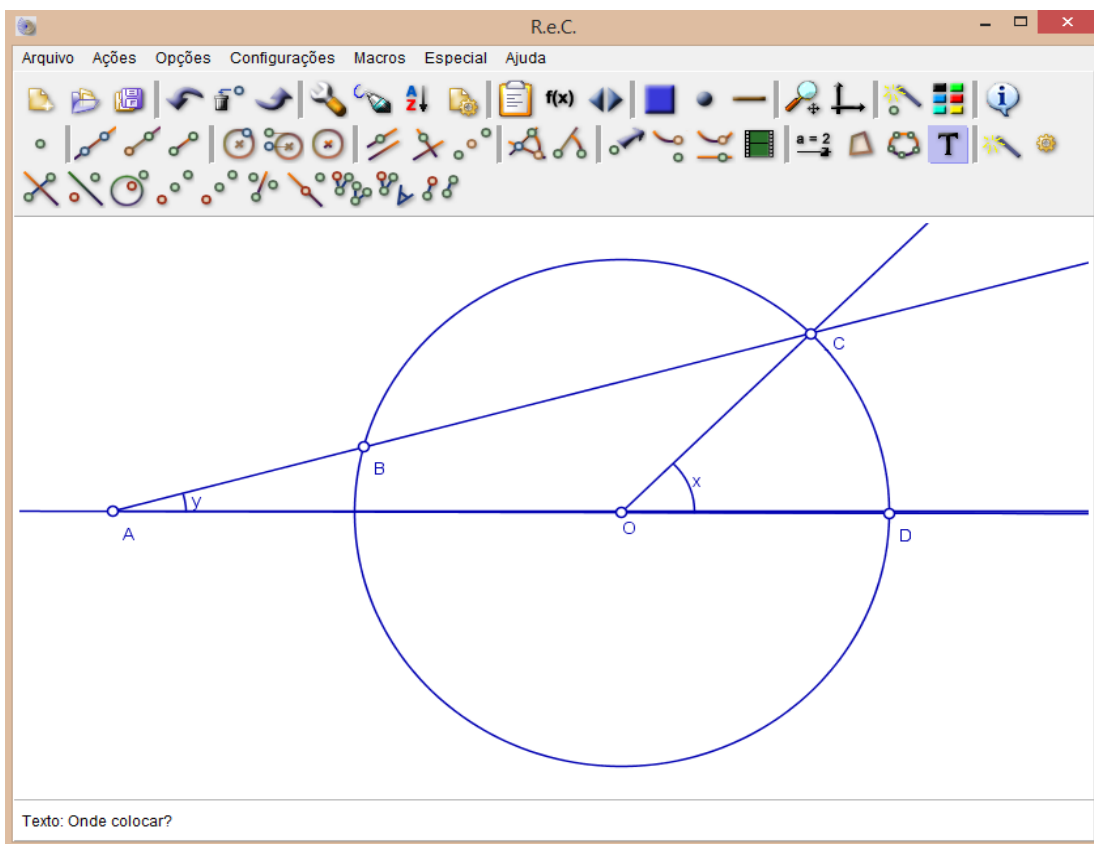 R.e.C.
Arquivo Ações Opções Configurações Macros Especial Ajuda
A Z f(x)
a = 2 T
C
B
x
y
A O D
Texto: Onde colocar?